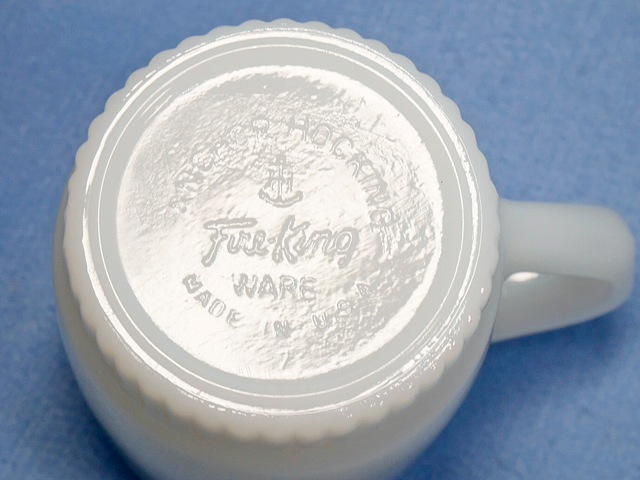 ANCHOR HOCKING
Fire-King
WARE
MADE IN U.S.A.